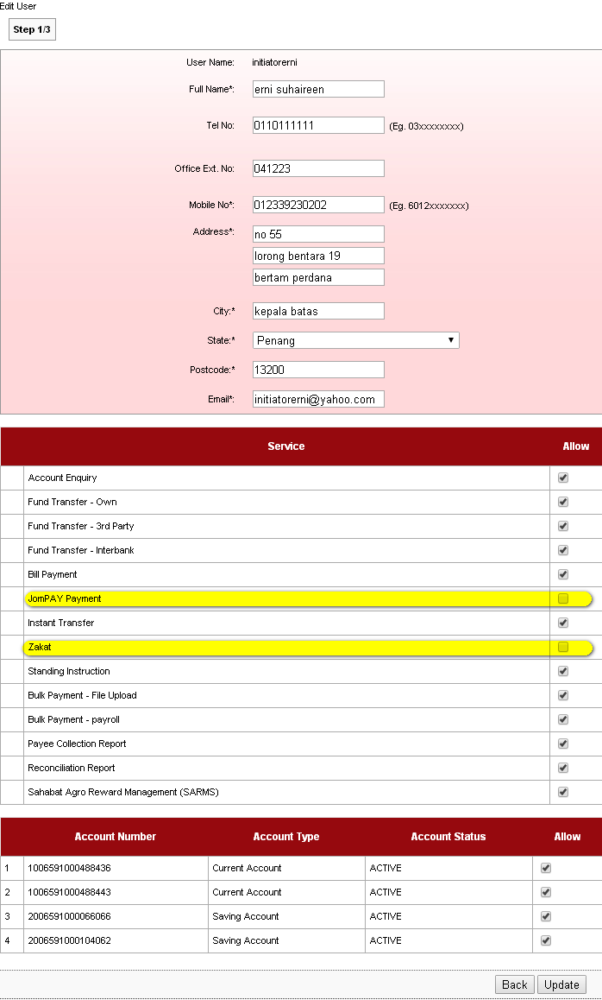 Edit User
Step 1/3
User Name: initiatorerni
Full Name*: erni suhaireen
Tel No: 0110111111 (Eg. 03xxxxxxxx)
Office Ext. No: 041223
Mobile No*: 012339230202 (Eg. 6012xxxxxxx)
Address*: no 55
lorong bentara 19
bertam perdana
City:* kepala batas
State:* Penang
Postcode:* 13200
Email*: initiatorerni@yahoo.com
Service Allow
Account Enquiry
Fund Transfer - Own
Fund Transfer - 3rd Party
Fund Transfer - Interbank
Bill Payment
JomPAY Payment
Instant Transfer
Zakat
Standing Instruction
Bulk Payment - File Upload
Bulk Payment - payroll
Payee Collection Report
Reconciliation Report
Sahabat Agro Reward Management (SARMS)
Account Number Account Type Account Status Allow
1 1006591000488436 Current Account ACTIVE
2 1006591000488443 Current Account ACTIVE
3 2006591000066066 Saving Account ACTIVE
4 2006591000104062 Saving Account ACTIVE
Back Update